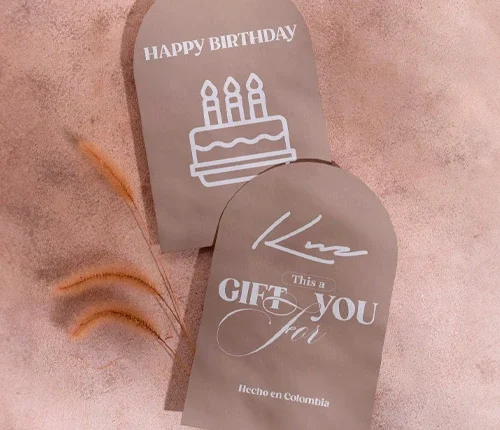 HAPPY BIRTHDAY
This a
GIFT YOU
For
Hecho en Colombia